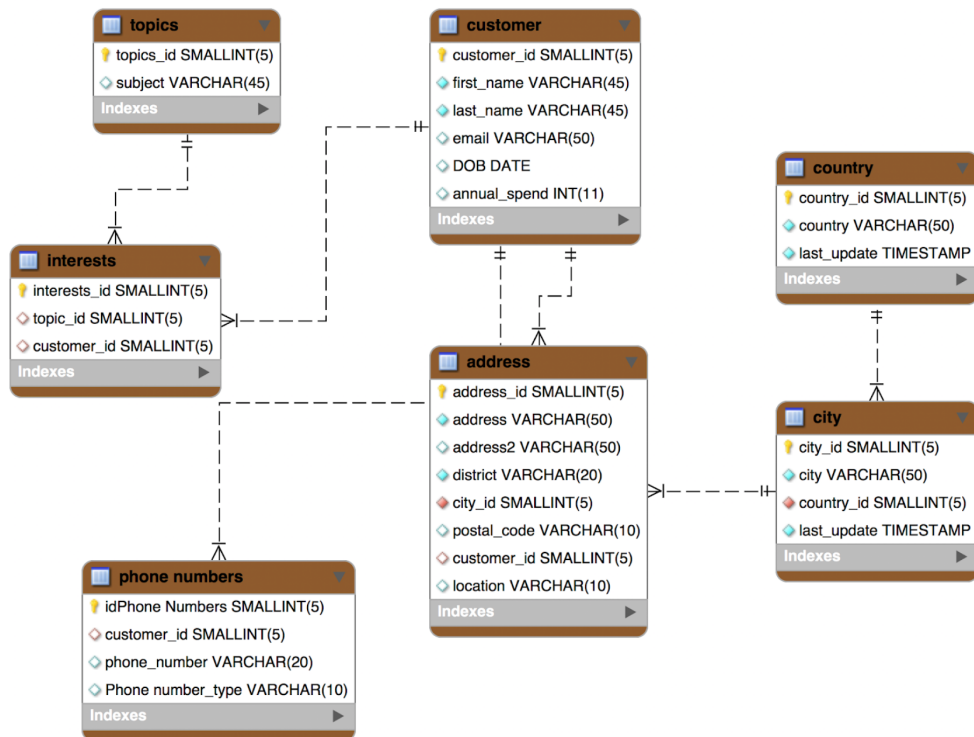 topics
topics_id SMALLINT(5)
subject VARCHAR(45)
Indexes
customer
customer_id SMALLINT(5)
first_name VARCHAR(45)
last_name VARCHAR(45)
email VARCHAR(50)
DOB DATE
annual_spend INT(11)
Indexes
country
country_id SMALLINT(5)
country VARCHAR(50)
last_update TIMESTAMP
Indexes
interests
interests_id SMALLINT(5)
topic_id SMALLINT(5)
customer_id SMALLINT(5)
Indexes
address
address_id SMALLINT(5)
address VARCHAR(50)
address2 VARCHAR(50)
district VARCHAR(20)
city_id SMALLINT(5)
postal_code VARCHAR(10)
customer_id SMALLINT(5)
location VARCHAR(10)
Indexes
city
city_id SMALLINT(5)
city VARCHAR(50)
country_id SMALLINT(5)
last_update TIMESTAMP
Indexes
phone numbers
idPhone Numbers SMALLINT(5)
customer_id SMALLINT(5)
phone_number VARCHAR(20)
Phone number_type VARCHAR(10)
Indexes